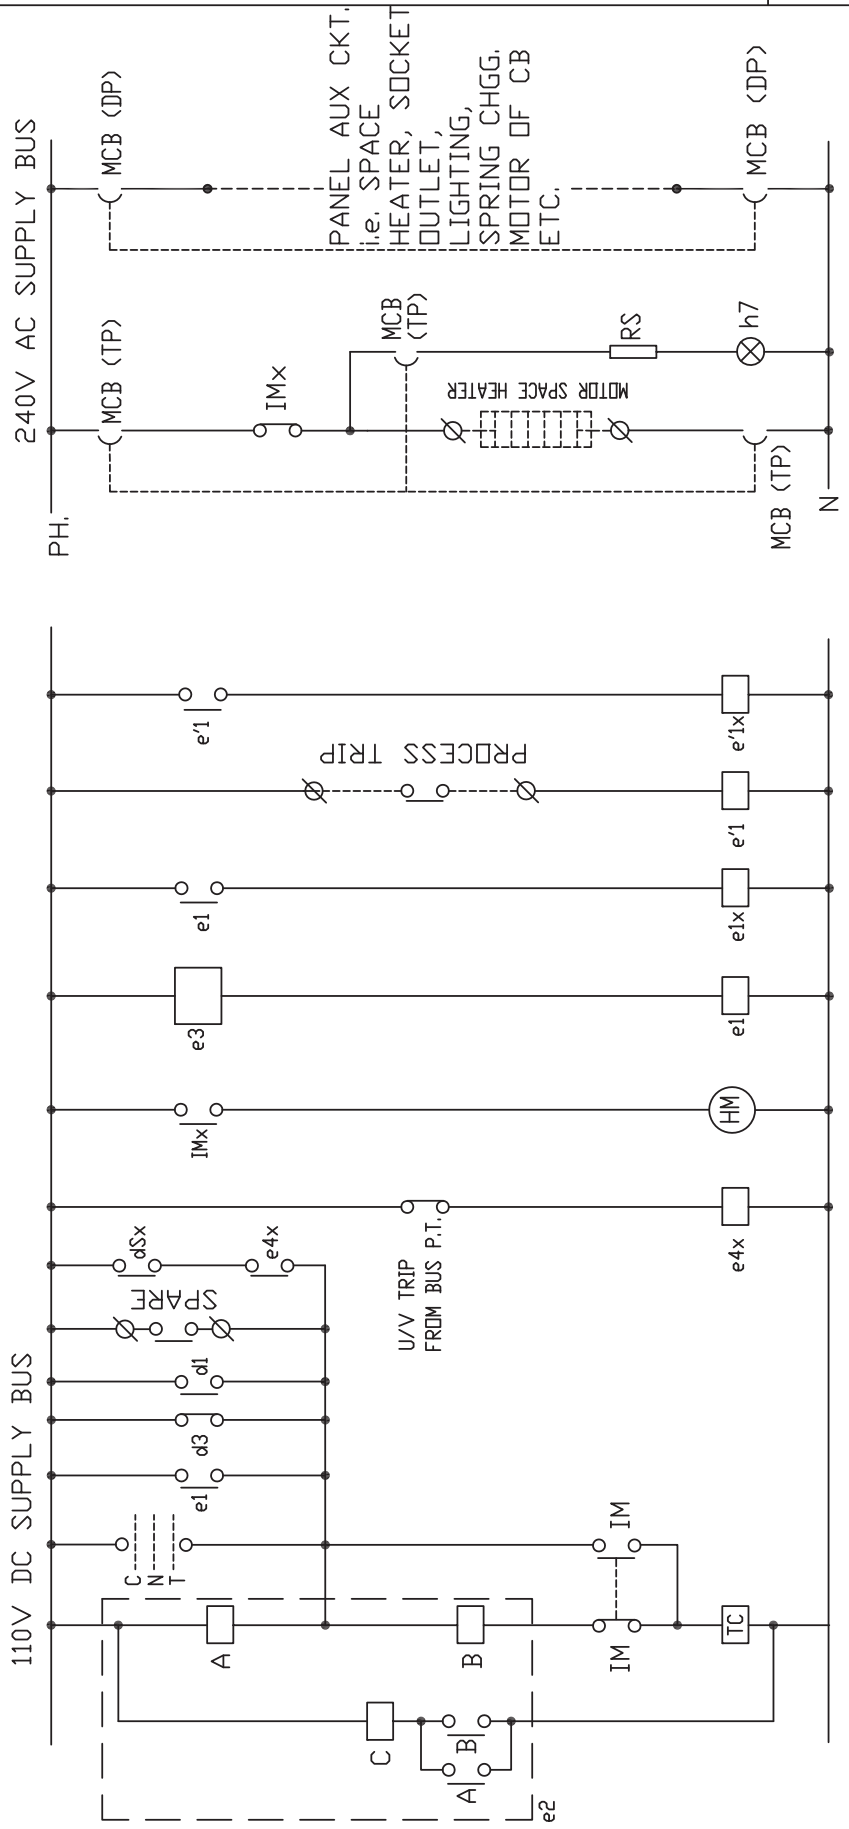 110V DC SUPPLY BUS
240V AC SUPPLY BUS
PH.
MCB (TP)
MCB (DP)
IMx
PANEL AUX CKT.
i.e. SPACE
HEATER, SOCKET
OUTLET,
LIGHTING,
SPRING CHGG.
MOTOR OF CB
ETC.
MCB
(TP)
MOTOR SPACE HEATER
RS
h7
MCB (TP)
MCB (DP)
N
C
N
T
e1
d3
d1
SPARE
dSx
e4x
IMx
e3
e1
PROCESS TRIP
e'1
A
C
A
B
B
e2
U/V TRIP
FROM BUS P.T.
IM
IM
TC
e4x
HM
e1
e1x
e'1
e'1x